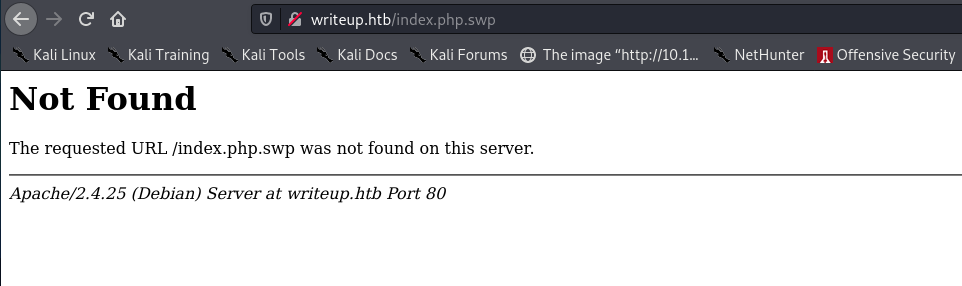 writeup.htb/index.php.swp
Kali Linux Kali Training Kali Tools Kali Docs Kali Forums The image “http://10.1... NetHunter Offensive Security
Not Found
The requested URL /index.php.swp was not found on this server.
Apache/2.4.25 (Debian) Server at writeup.htb Port 80